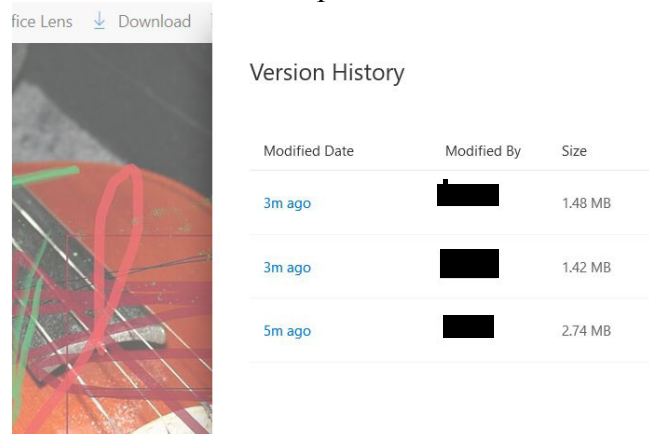 fice Lens Download
Version History
Modified Date Modified By Size
3m ago 1.48 MB
3m ago 1.42 MB
5m ago 2.74 MB